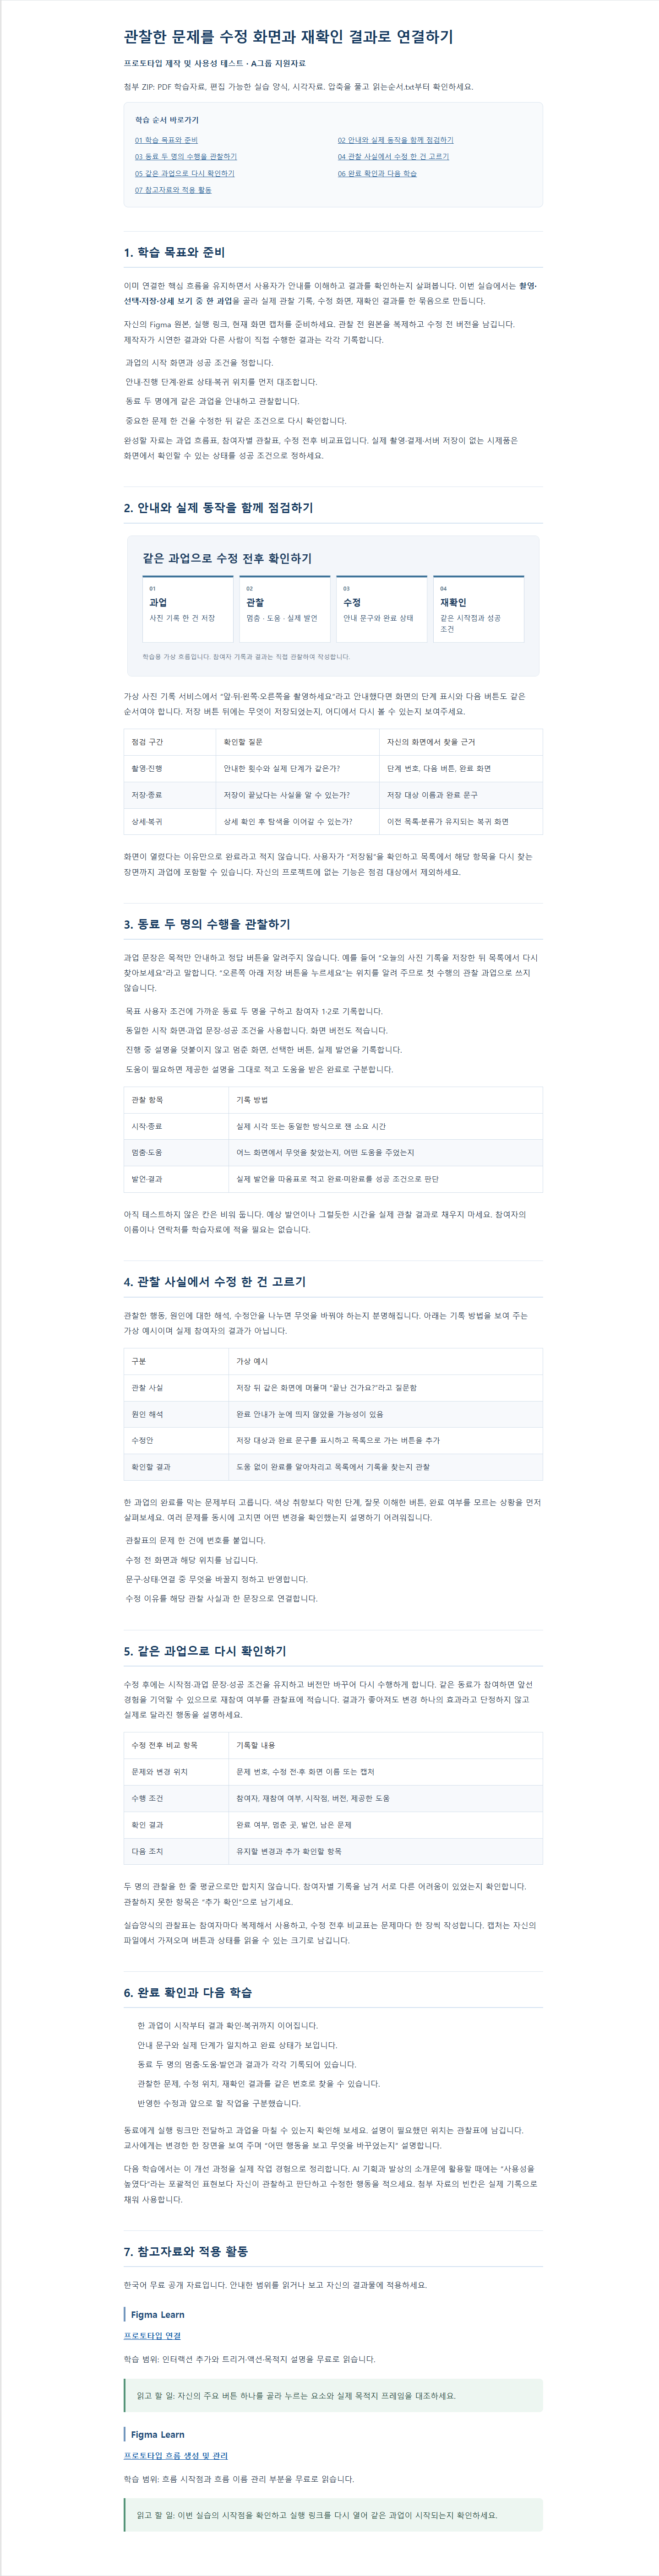 관찰한 문제를 수정 화면과 재확인 결과로 연결하기
프로토타입 제작 및 사용성 테스트 · A그룹 지원자료
첨부 ZIP: PDF 학습자료, 편집 가능한 실습 양식, 시각자료. 압축을 풀고 읽는순서.txt부터 확인하세요.
학습 순서 바로가기
01 학습 목표와 준비
02 안내와 실제 동작을 함께 점검하기
03 동료 두 명의 수행을 관찰하기
04 관찰 사실에서 수정 한 건 고르기
05 같은 과업으로 다시 확인하기
06 완료 확인과 다음 학습
07 참고자료와 적용 활동
1. 학습 목표와 준비
이미 연결한 핵심 흐름을 유지하면서 사용자가 안내를 이해하고 결과를 확인하는지 살펴봅니다. 이번 실습에서는 촬영·
선택·저장·상세 보기 중 한 과업을 골라 실제 관찰 기록, 수정 화면, 재확인 결과를 한 묶음으로 만듭니다.
자신의 Figma 원본, 실행 링크, 현재 화면 캡처를 준비하세요. 관찰 전 원본을 복제하고 수정 전 버전을 남깁니다.
제작자가 시연한 결과와 다른 사람이 직접 수행한 결과는 각각 기록합니다.
과업의 시작 화면과 성공 조건을 정합니다.
안내·진행 단계·완료 상태·복귀 위치를 먼저 대조합니다.
동료 두 명에게 같은 과업을 안내하고 관찰합니다.
중요한 문제 한 건을 수정한 뒤 같은 조건으로 다시 확인합니다.
완성할 자료는 과업 흐름표, 참여자별 관찰표, 수정 전후 비교표입니다. 실제 촬영·결제·서버 저장이 없는 시제품은
화면에서 확인할 수 있는 상태를 성공 조건으로 정하세요.
2. 안내와 실제 동작을 함께 점검하기
같은 과업으로 수정 전후 확인하기
01
과업
사진 기록 한 건 저장
02
관찰
멈춤 · 도움 · 실제 발언
03
수정
안내 문구와 완료 상태
04
재확인
같은 시작점과 성공
조건
학습용 가상 흐름입니다. 참여자 기록과 결과는 직접 관찰하여 작성합니다.
가상 사진 기록 서비스에서 "앞·뒤·왼쪽·오른쪽을 촬영하세요"라고 안내했다면 화면의 단계 표시와 다음 버튼도 같은
순서여야 합니다. 저장 버튼 뒤에는 무엇이 저장되었는지, 어디에서 다시 볼 수 있는지 보여주세요.
점검 구간
확인할 질문
자신의 화면에서 찾을 근거
촬영·진행
안내한 횟수와 실제 단계가 같은가?
단계 번호, 다음 버튼, 완료 화면
저장·종료
저장이 끝났다는 사실을 알 수 있는가?
저장 대상 이름과 완료 문구
상세·복귀
상세 확인 후 탐색을 이어갈 수 있는가?
이전 목록·분류가 유지되는 복귀 화면
화면이 열렸다는 이유만으로 완료라고 적지 않습니다. 사용자가 "저장됨"을 확인하고 목록에서 해당 항목을 다시 찾는
장면까지 과업에 포함할 수 있습니다. 자신의 프로젝트에 없는 기능은 점검 대상에서 제외하세요.
3. 동료 두 명의 수행을 관찰하기
과업 문장은 목적만 안내하고 정답 버튼을 알려주지 않습니다. 예를 들어 "오늘의 사진 기록을 저장한 뒤 목록에서 다시
찾아보세요"라고 말합니다. "오른쪽 아래 저장 버튼을 누르세요"는 위치를 알려 주므로 첫 수행의 관찰 과업으로 쓰지
않습니다.
목표 사용자 조건에 가까운 동료 두 명을 구하고 참여자 1·2로 기록합니다.
동일한 시작 화면·과업 문장·성공 조건을 사용합니다. 화면 버전도 적습니다.
진행 중 설명을 덧붙이지 않고 멈춘 화면, 선택한 버튼, 실제 발언을 기록합니다.
도움이 필요하면 제공한 설명을 그대로 적고 도움을 받은 완료로 구분합니다.
관찰 항목
기록 방법
시작·종료
실제 시각 또는 동일한 방식으로 잰 소요 시간
멈춤·도움
어느 화면에서 무엇을 찾았는지, 어떤 도움을 주었는지
발언·결과
실제 발언을 따옴표로 적고 완료·미완료를 성공 조건으로 판단
아직 테스트하지 않은 칸은 비워 둡니다. 예상 발언이나 그럴듯한 시간을 실제 관찰 결과로 채우지 마세요. 참여자의
이름이나 연락처를 학습자료에 적을 필요는 없습니다.
4. 관찰 사실에서 수정 한 건 고르기
관찰한 행동, 원인에 대한 해석, 수정안을 나누면 무엇을 바꿔야 하는지 분명해집니다. 아래는 기록 방법을 보여 주는
가상 예시이며 실제 참여자의 결과가 아닙니다.
구분
가상 예시
관찰 사실
저장 뒤 같은 화면에 머물며 "끝난 건가요?"라고 질문함
원인 해석
완료 안내가 눈에 띄지 않았을 가능성이 있음
수정안
저장 대상과 완료 문구를 표시하고 목록으로 가는 버튼을 추가
확인할 결과
도움 없이 완료를 알아차리고 목록에서 기록을 찾는지 관찰
한 과업의 완료를 막는 문제부터 고릅니다. 색상 취향보다 막힌 단계, 잘못 이해한 버튼, 완료 여부를 모르는 상황을 먼저
살펴보세요. 여러 문제를 동시에 고치면 어떤 변경을 확인했는지 설명하기 어려워집니다.
관찰표의 문제 한 건에 번호를 붙입니다.
수정 전 화면과 해당 위치를 남깁니다.
문구·상태·연결 중 무엇을 바꿀지 정하고 반영합니다.
수정 이유를 해당 관찰 사실과 한 문장으로 연결합니다.
5. 같은 과업으로 다시 확인하기
수정 후에는 시작점·과업 문장·성공 조건을 유지하고 버전만 바꾸어 다시 수행하게 합니다. 같은 동료가 참여하면 앞선
경험을 기억할 수 있으므로 재참여 여부를 관찰표에 적습니다. 결과가 좋아져도 변경 하나의 효과라고 단정하지 않고
실제로 달라진 행동을 설명하세요.
수정 전후 비교 항목
기록할 내용
문제와 변경 위치
문제 번호, 수정 전·후 화면 이름 또는 캡처
수행 조건
참여자, 재참여 여부, 시작점, 버전, 제공한 도움
확인 결과
완료 여부, 멈춘 곳, 발언, 남은 문제
다음 조치
유지할 변경과 추가 확인할 항목
두 명의 관찰을 한 줄 평균으로만 합치지 않습니다. 참여자별 기록을 남겨 서로 다른 어려움이 있었는지 확인합니다.
관찰하지 못한 항목은 "추가 확인"으로 남기세요.
실습양식의 관찰표는 참여자마다 복제해서 사용하고, 수정 전후 비교표는 문제마다 한 장씩 작성합니다. 캡처는 자신의
파일에서 가져오며 버튼과 상태를 읽을 수 있는 크기로 남깁니다.
6. 완료 확인과 다음 학습
한 과업이 시작부터 결과 확인·복귀까지 이어집니다.
안내 문구와 실제 단계가 일치하고 완료 상태가 보입니다.
동료 두 명의 멈춤·도움·발언과 결과가 각각 기록되어 있습니다.
관찰한 문제, 수정 위치, 재확인 결과를 같은 번호로 찾을 수 있습니다.
반영한 수정과 앞으로 할 작업을 구분했습니다.
동료에게 실행 링크만 전달하고 과업을 마칠 수 있는지 확인해 보세요. 설명이 필요했던 위치는 관찰표에 남깁니다.
교사에게는 변경한 한 장면을 보여 주며 "어떤 행동을 보고 무엇을 바꾸었는지" 설명합니다.
다음 학습에서는 이 개선 과정을 실제 작업 경험으로 정리합니다. AI 기획과 발상의 소개문에 활용할 때에는 "사용성을
높였다"라는 포괄적인 표현보다 자신이 관찰하고 판단하고 수정한 행동을 적으세요. 첨부 자료의 빈칸은 실제 기록으로
채워 사용합니다.
7. 참고자료와 적용 활동
한국어 무료 공개 자료입니다. 안내한 범위를 읽거나 보고 자신의 결과물에 적용하세요.
Figma Learn
프로토타입 연결
학습 범위: 인터랙션 추가와 트리거·액션·목적지 설명을 무료로 읽습니다.
읽고 할 일: 자신의 주요 버튼 하나를 골라 누르는 요소와 실제 목적지 프레임을 대조하세요.
Figma Learn
프로토타입 흐름 생성 및 관리
학습 범위: 흐름 시작점과 흐름 이름 관리 부분을 무료로 읽습니다.
읽고 할 일: 이번 실습의 시작점을 확인하고 실행 링크를 다시 열어 같은 과업이 시작되는지 확인하세요.